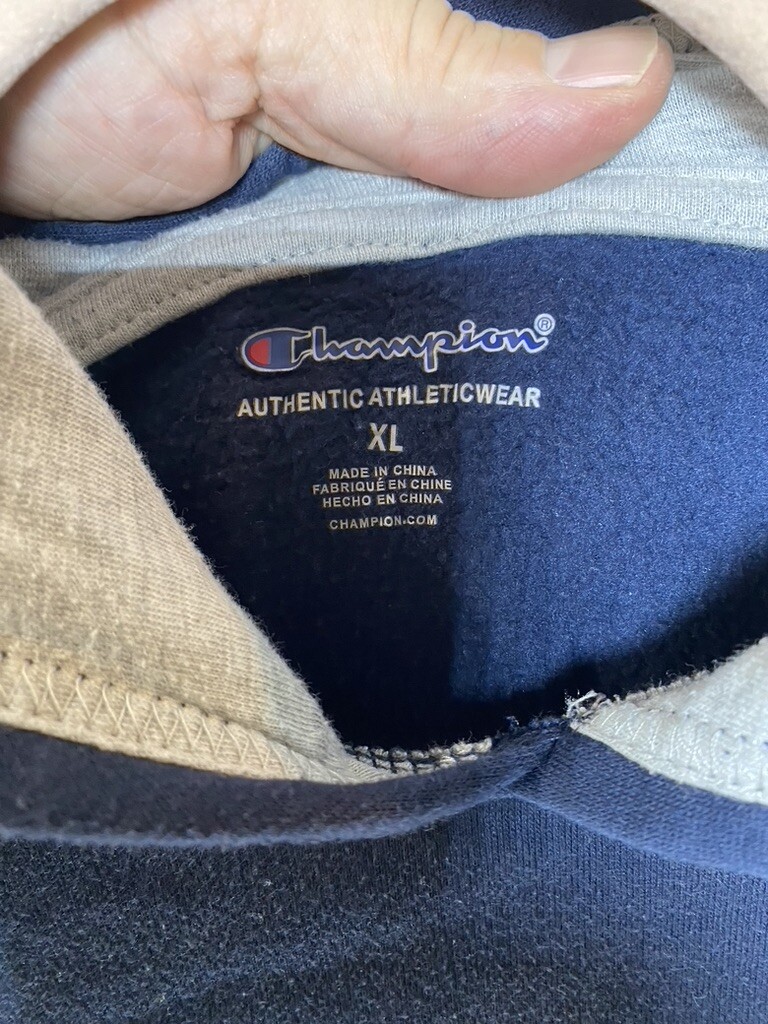 Champion®
AUTHENTIC ATHLETICWEAR
XL
MADE IN CHINA
FABRIQUÉ EN CHINE
HECHO EN CHINA
CHAMPION.COM